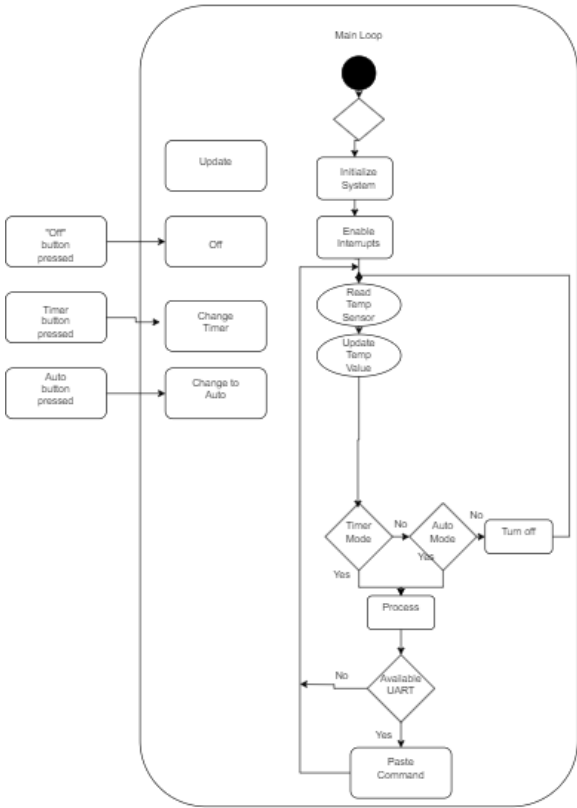 Main Loop
Update
Initialize
System
"Off"
button
pressed
Off
Enable
Interrupts
Timer
button
pressed
Change
Timer
Read
Temp
Sensor
Update
Temp
Value
Auto
button
pressed
Change to
Auto
Timer
Mode
No
Auto
Mode
No
Turn off
Yes
Yes
Process
No
Available
UART
Yes
Paste
Command